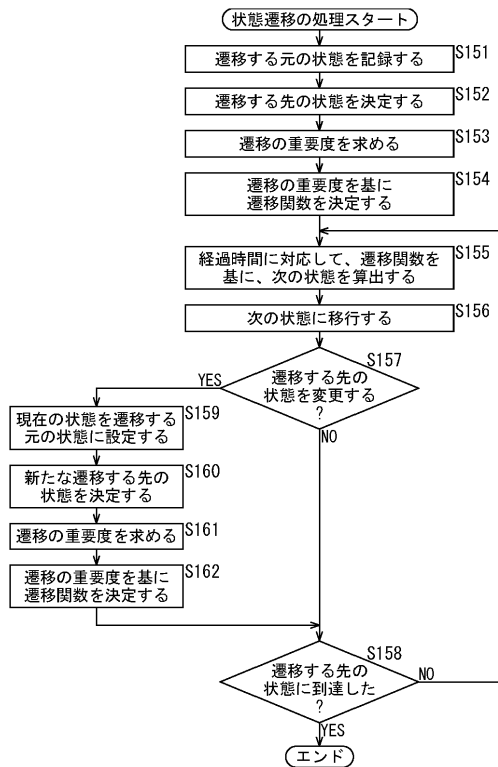 状態遷移の処理スタート
遷移する元の状態を記録する
S151
遷移する先の状態を決定する
S152
遷移の重要度を求める
S153
遷移の重要度を基に
遷移関数を決定する
S154
経過時間に対応して、遷移関数を
基に、次の状態を算出する
S155
次の状態に移行する
S156
遷移する先の
状態を変更する
?
S157
YES
NO
現在の状態を遷移する
元の状態に設定する
S159
新たな遷移する先の
状態を決定する
S160
遷移の重要度を求める
S161
遷移の重要度を基に
遷移関数を決定する
S162
遷移する先の
状態に到達した
?
S158
NO
YES
エンド